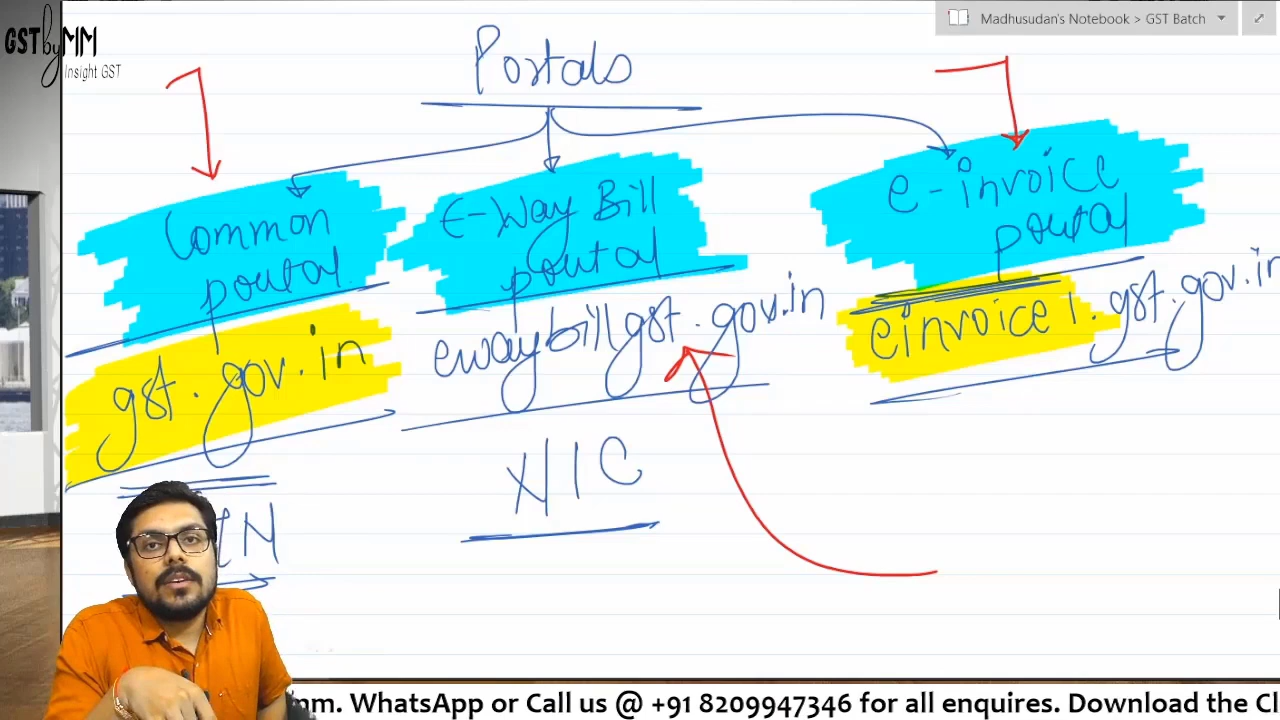 GST by MM
Insight GST
Madhusudan's Notebook > GST Batch
Portals
Common
portal
gst.gov.in
E-Way Bill
portal
ewaybillgst.gov.in
NIC
e-invoice
portal
einvoice1.gst.gov.in
mm. WhatsApp or Call us @ +91 8209947346 for all enquires. Download the Cl